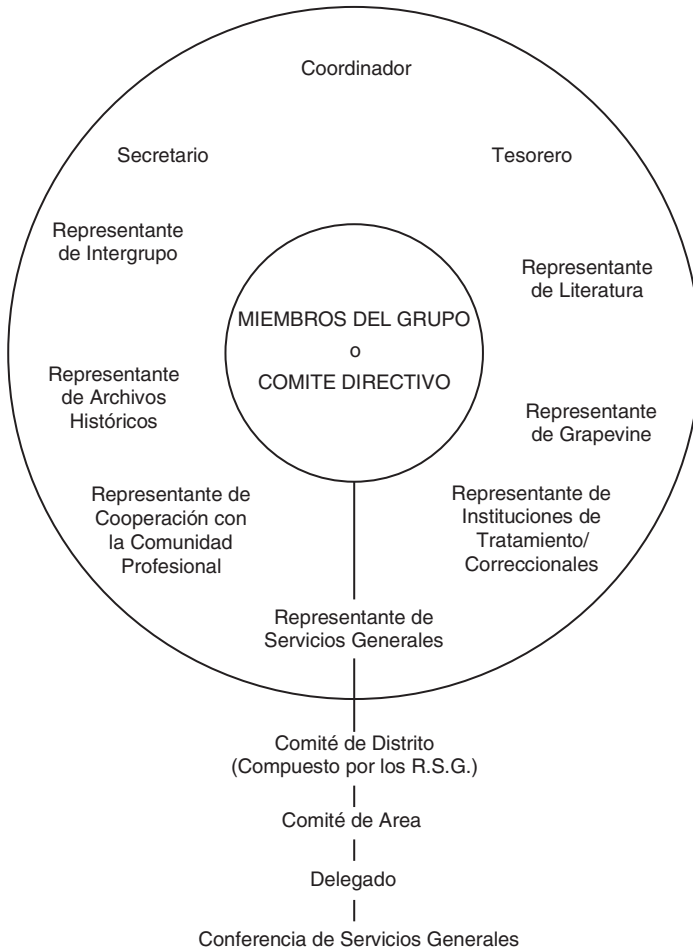 Coordinador
Secretario
Tesorero
Representante
de Intergrupo
Representante
de Literatura
MIEMBROS DEL GRUPO
o
COMITE DIRECTIVO
Representante
de Archivos
Históricos
Representante
de Grapevine
Representante de
Cooperación con
la Comunidad
Profesional
Representante de
Instituciones de
Tratamiento/
Correccionales
Representante de
Servicios Generales
Comité de Distrito
(Compuesto por los R.S.G.)
Comité de Area
Delegado
Conferencia de Servicios Generales